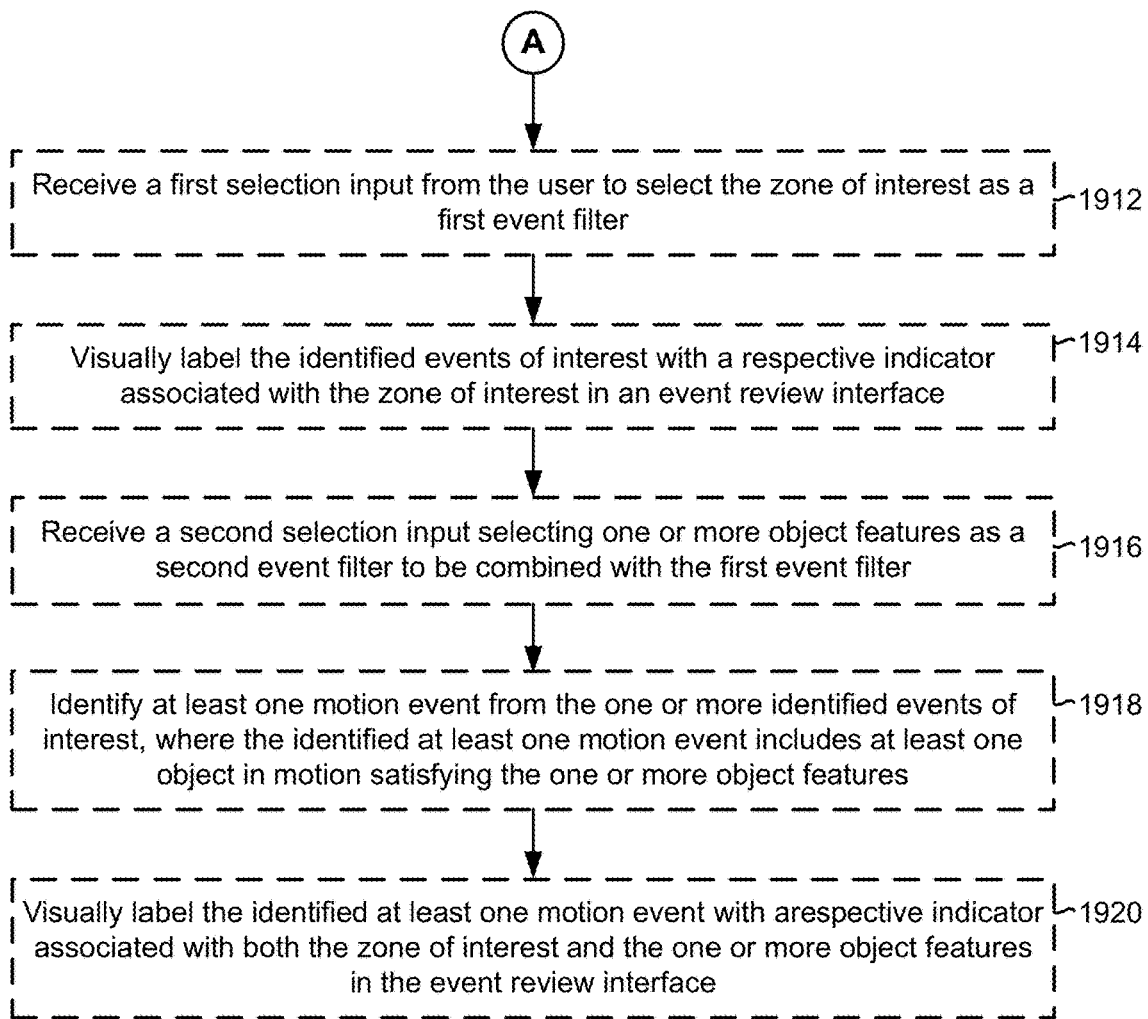 A
Receive a first selection input from the user to select the zone of interest as a
first event filter
1912
Visually label the identified events of interest with a respective indicator
associated with the zone of interest in an event review interface
1914
Receive a second selection input selecting one or more object features as a
second event filter to be combined with the first event filter
1916
Identify at least one motion event from the one or more identified events of
interest, where the identified at least one motion event includes at least one
object in motion satisfying the one or more object features
1918
Visually label the identified at least one motion event with arespective indicator
associated with both the zone of interest and the one or more object features
in the event review interface
1920